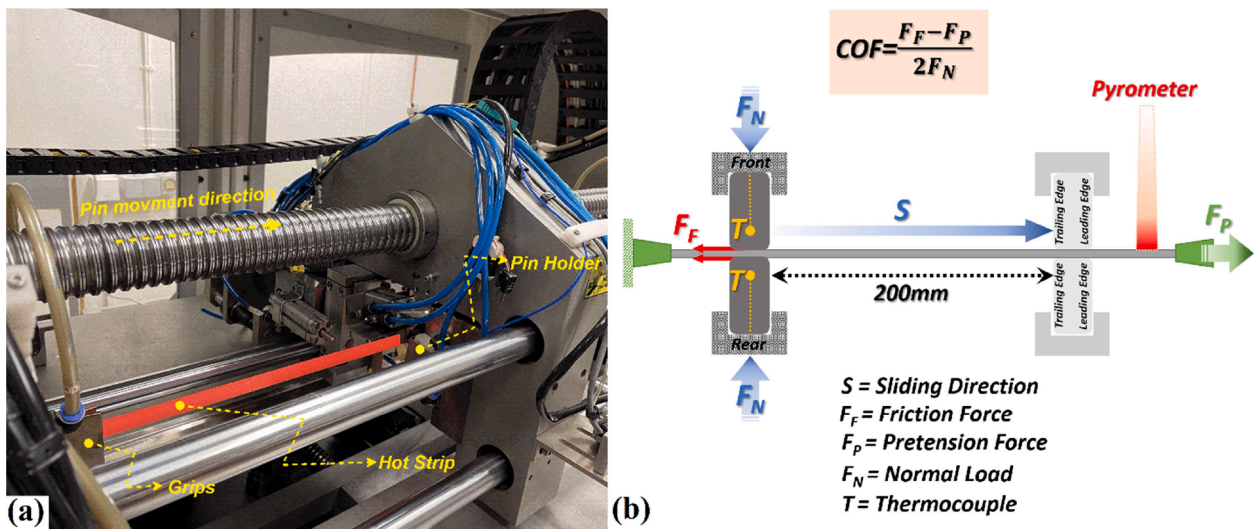 Pin movment direction
Pin Holder
Hot Strip
Grips
(a)
COF=\frac{F_F-F_P}{2F_N}
Pyrometer
F_N
Front
T
F_F
S
Trailing Edge
Leading Edge
F_P
T
200mm
Trailing Edge
Leading Edge
Rear
F_N
S = Sliding Direction
F_F = Friction Force
F_P = Pretension Force
F_N = Normal Load
T = Thermocouple
(b)